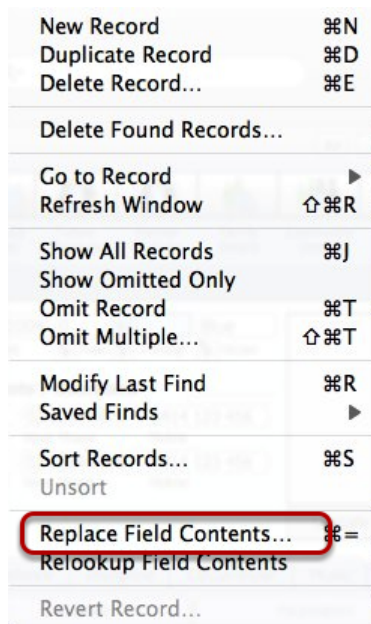 New Record ⌘N
Duplicate Record ⌘D
Delete Record... ⌘E
Delete Found Records...
Go to Record ▶
Refresh Window ⇧⌘R
Show All Records ⌘J
Show Omitted Only
Omit Record ⌘T
Omit Multiple... ⇧⌘T
Modify Last Find ⌘R
Saved Finds ▶
Sort Records... ⌘S
Unsort
Replace Field Contents... ⌘=
Relookup Field Contents
Revert Record...